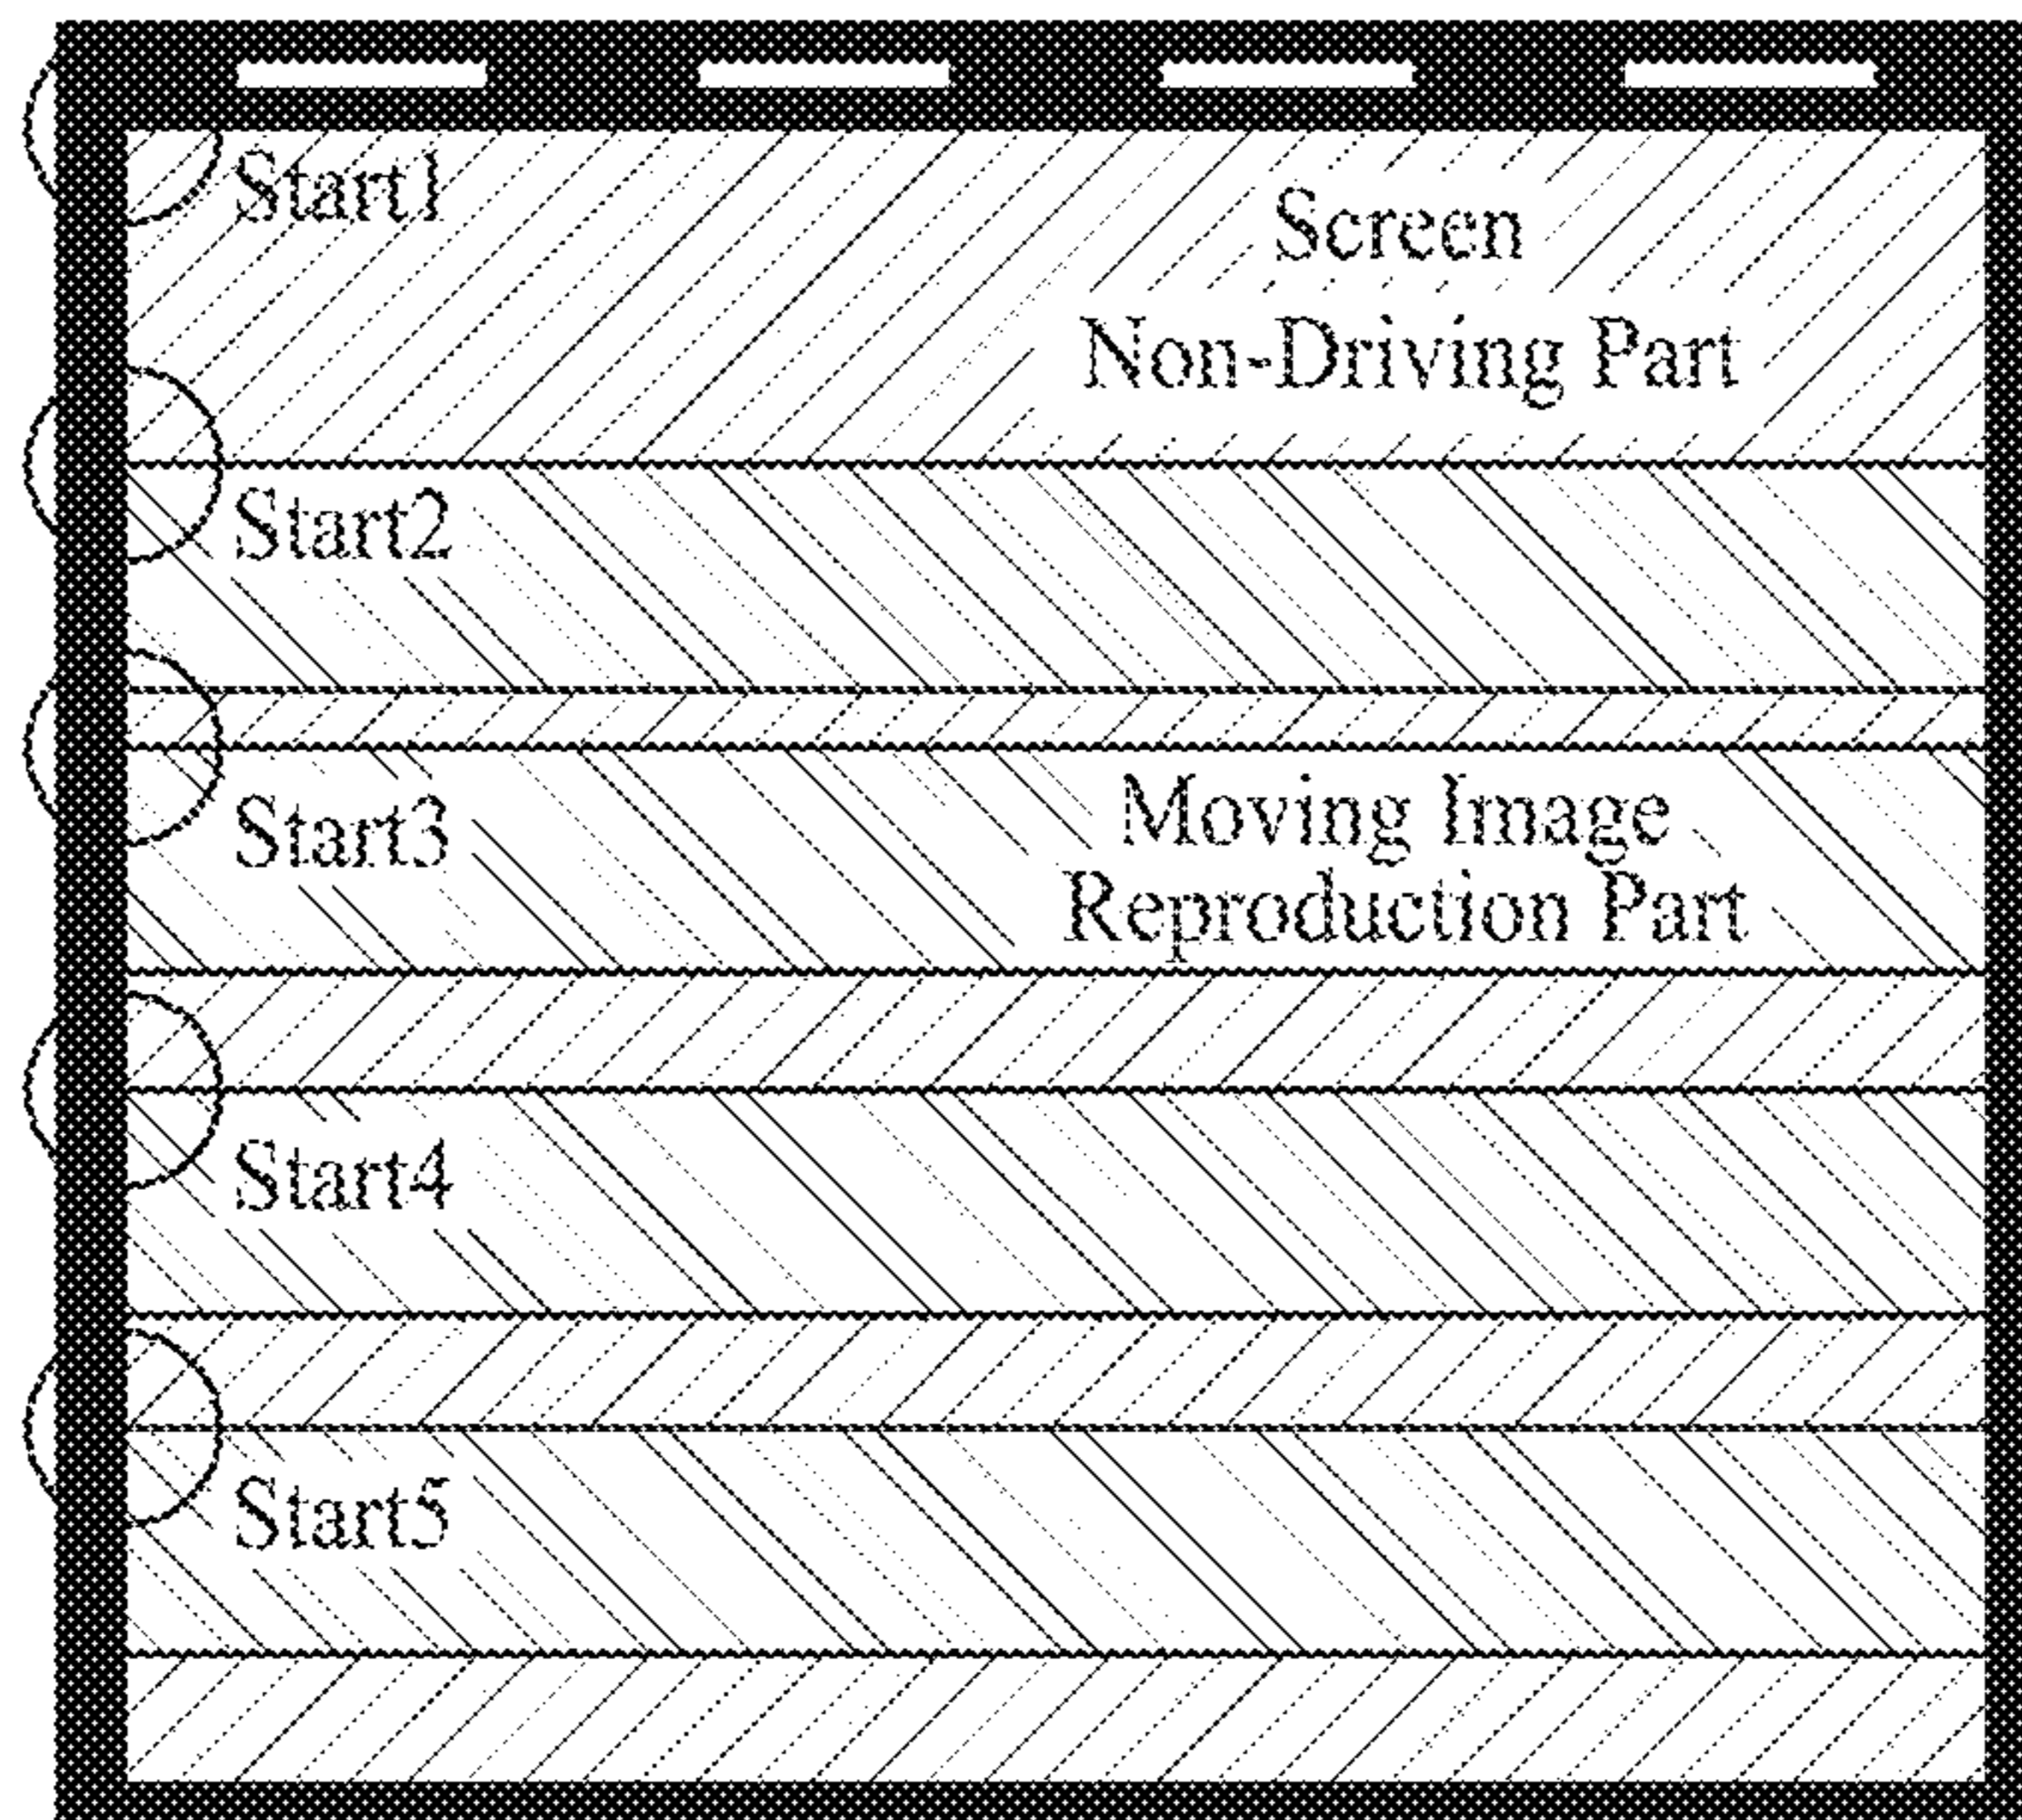 Start1
Screen
Non-Driving Part
Start2
Start3
Moving Image
Reproduction Part
Start4
Start5